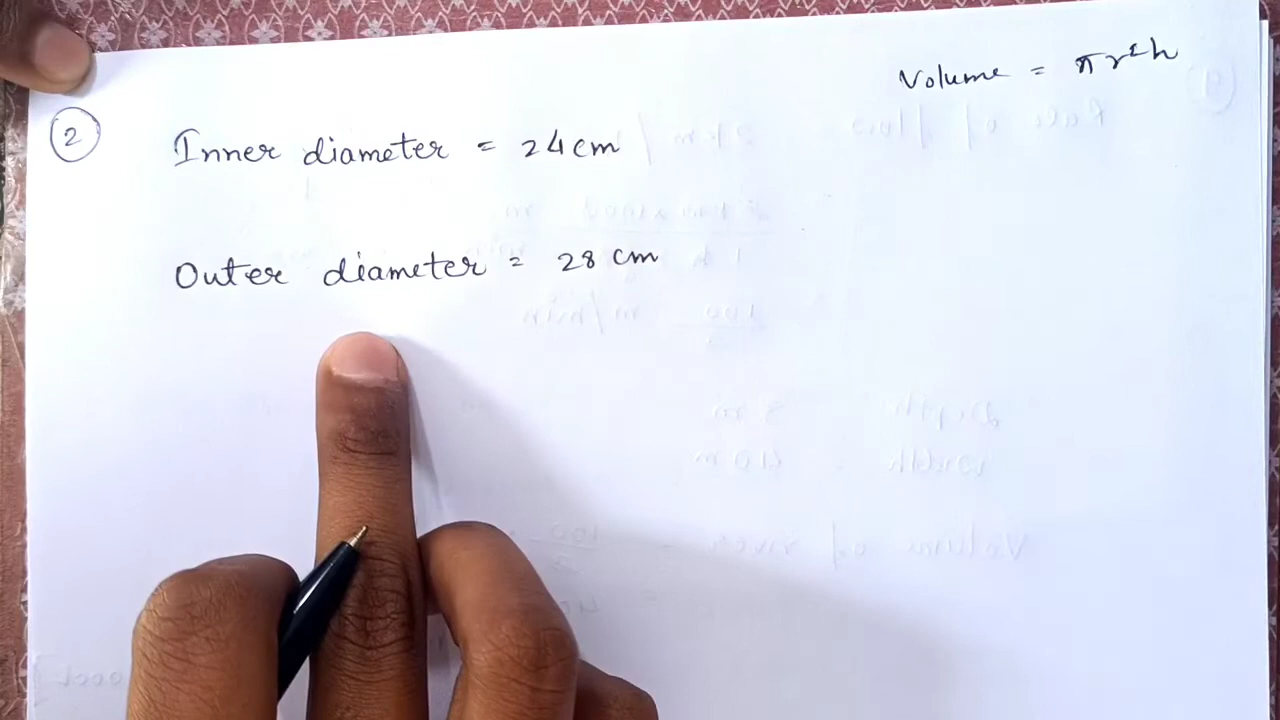 Volume = πr²h
② Inner diameter = 24cm
Outer diameter = 28 cm